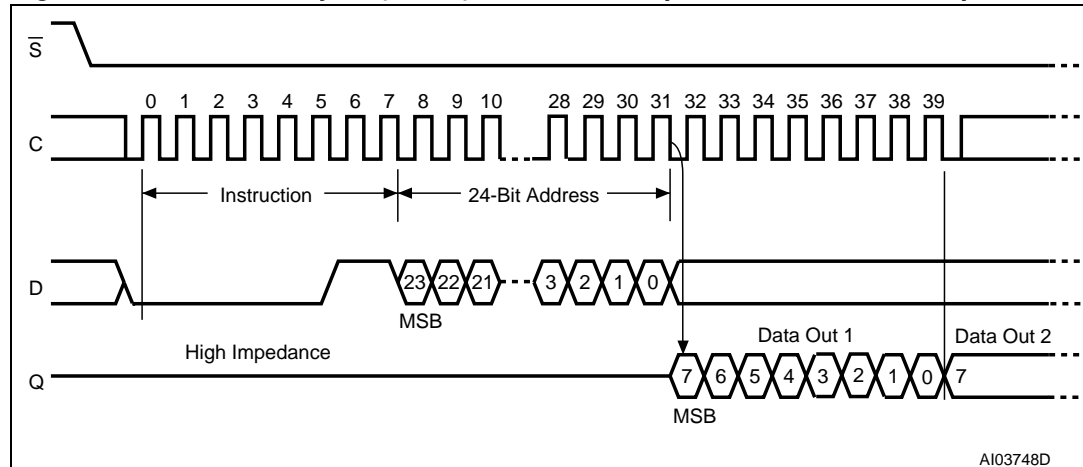 S
0 1 2 3 4 5 6 7 8 9 10 28 29 30 31 32 33 34 35 36 37 38 39
C
Instruction 24-Bit Address
D 23 22 21 3 2 1 0
MSB
High Impedance Data Out 1 Data Out 2
Q 7 6 5 4 3 2 1 0 7
MSB
AI03748D